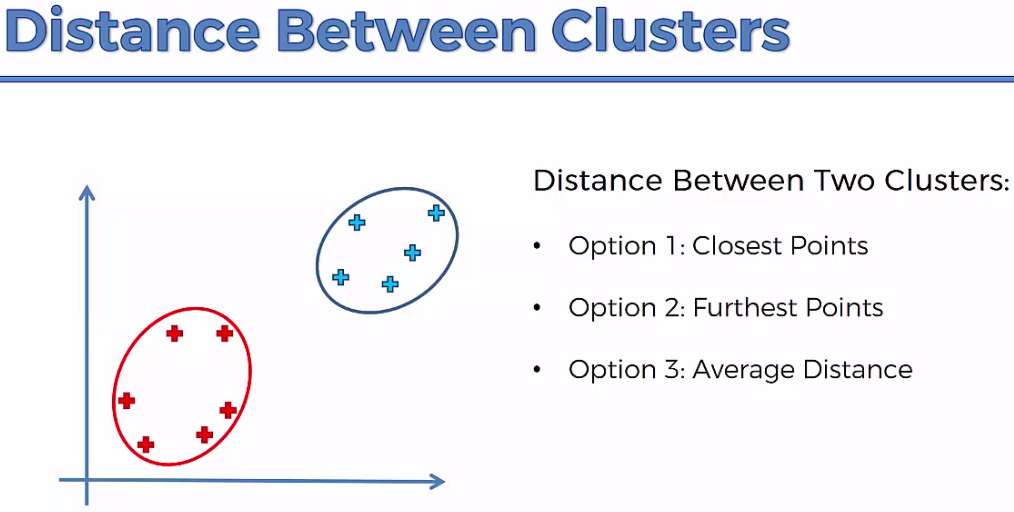 Distance Between Clusters
Distance Between Two Clusters:
• Option 1: Closest Points
• Option 2: Furthest Points
• Option 3: Average Distance